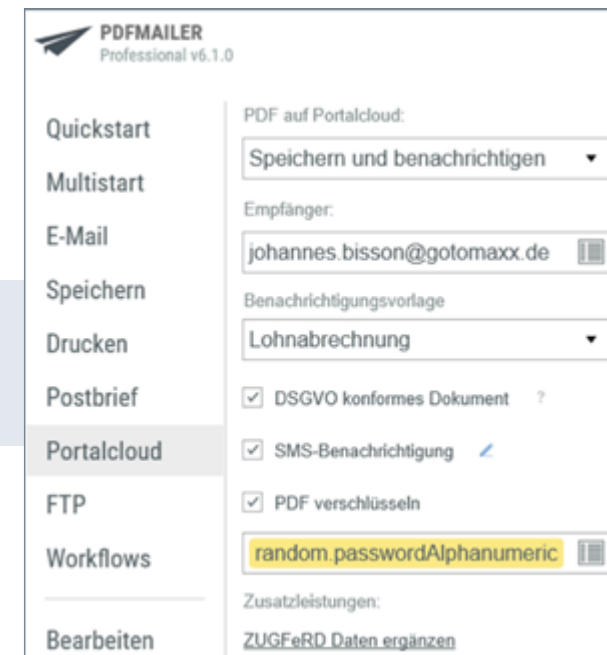 PDFMAILER
Professional v6.1.0
Quickstart
Multistart
E-Mail
Speichern
Drucken
Postbrief
Portalcloud
FTP
Workflows
Bearbeiten
PDF auf Portalcloud:
Speichern und benachrichtigen
Empfänger:
johannes.bisson@gotomaxx.de
Benachrichtigungsvorlage
Lohnabrechnung
DSGVO konformes Dokument ?
SMS-Benachrichtigung
PDF verschlüsseln
random.passwordAlphanumeric
Zusatzleistungen:
ZUGFeRD Daten ergänzen